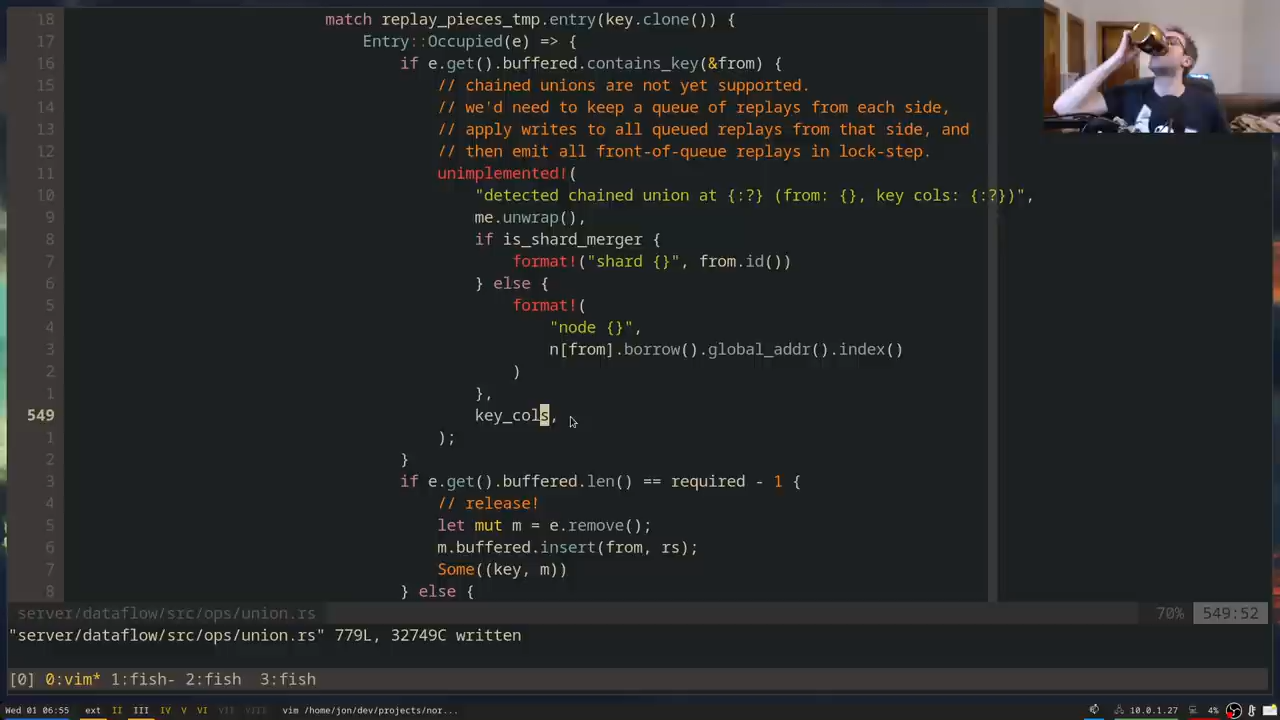 18 match replay_pieces_tmp.entry(key.clone()) {
17 Entry::Occupied(e) => {
16 if e.get().buffered.contains_key(&from) {
15 // chained unions are not yet supported.
14 // we'd need to keep a queue of replays from each side,
13 // apply writes to all queued replays from that side, and
12 // then emit all front-of-queue replays in lock-step.
11 unimplemented!(
10 "detected chained union at {:?} (from: {}, key cols: {:?})",
9 me.unwrap(),
8 if is_shard_merger {
7 format!("shard {}", from.id())
6 } else {
5 format!(
4 "node {}",
3 n[from].borrow().global_addr().index()
2 )
1 },
549 key_cols,
1 );
2 }
3 if e.get().buffered.len() == required - 1 {
4 // release!
5 let mut m = e.remove();
6 m.buffered.insert(from, rs);
7 Some((key, m))
8 } else {
server/dataflow/src/ops/union.rs 70% 549:52
"server/dataflow/src/ops/union.rs" 779L, 32749C written
[0] 0:vim* 1:fish- 2:fish 3:fish
Wed 01 06:55 ext II III IV V VI VII VIII vim /home/jon/dev/projects/nor... 10.0.1.27 4%